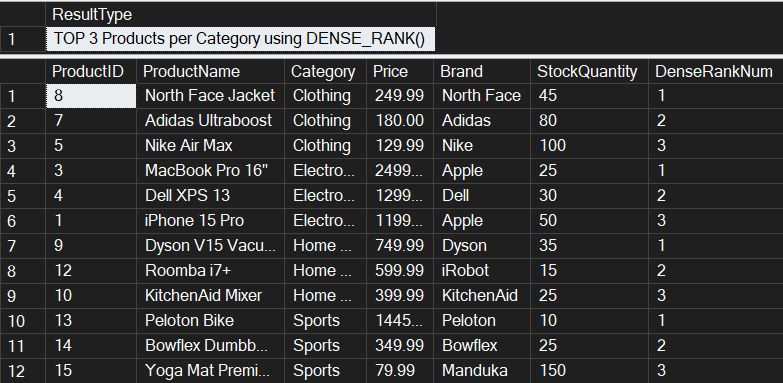 ResultType
1 TOP 3 Products per Category using DENSE_RANK()
ProductID ProductName Category Price Brand StockQuantity DenseRankNum
1 8 North Face Jacket Clothing 249.99 North Face 45 1
2 7 Adidas Ultraboost Clothing 180.00 Adidas 80 2
3 5 Nike Air Max Clothing 129.99 Nike 100 3
4 3 MacBook Pro 16" Electro... 2499... Apple 25 1
5 4 Dell XPS 13 Electro... 1299... Dell 30 2
6 1 iPhone 15 Pro Electro... 1199... Apple 50 3
7 9 Dyson V15 Vacu... Home ... 749.99 Dyson 35 1
8 12 Roomba i7+ Home ... 599.99 iRobot 15 2
9 10 KitchenAid Mixer Home ... 399.99 KitchenAid 25 3
10 13 Peloton Bike Sports 1445... Peloton 10 1
11 14 Bowflex Dumbb... Sports 349.99 Bowflex 25 2
12 15 Yoga Mat Premi... Sports 79.99 Manduka 150 3